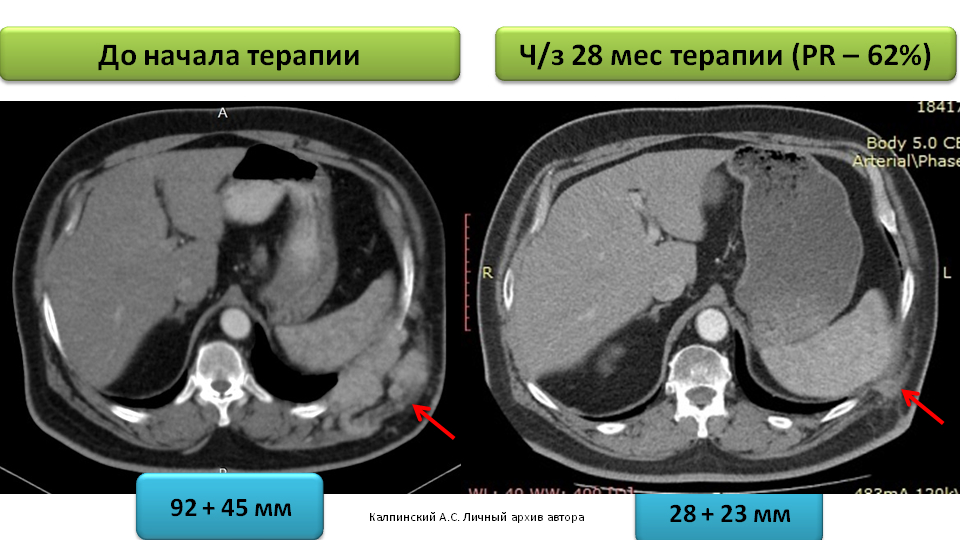 До начала терапии
Ч/з 28 мес терапии (PR – 62%)
A
18417
Body 5.0 CE
Arterial\Phase
R
L
92 + 45 мм
Калпинский А.С. Личный архив автора
28 + 23 мм